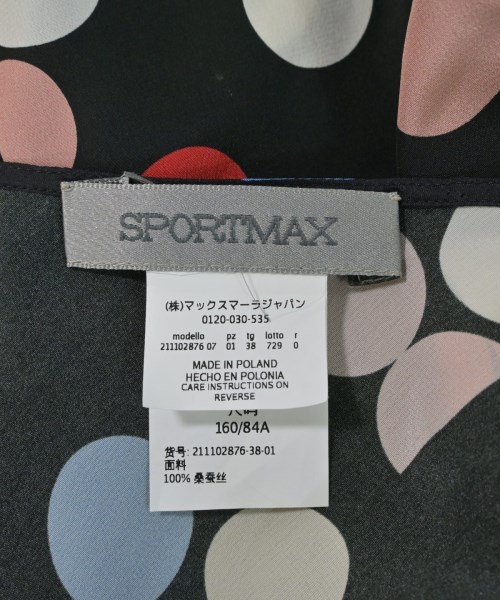 SPORTMAX
(株)マックスマーラジャパン
0120-030-535
modello pz tg lotto r
211102876 07 01 38 729 0
MADE IN POLAND
HECHO EN POLONIA
CARE INSTRUCTIONS ON
REVERSE
160/84A
货号: 211102876-38-01
面料
100% 桑蚕丝